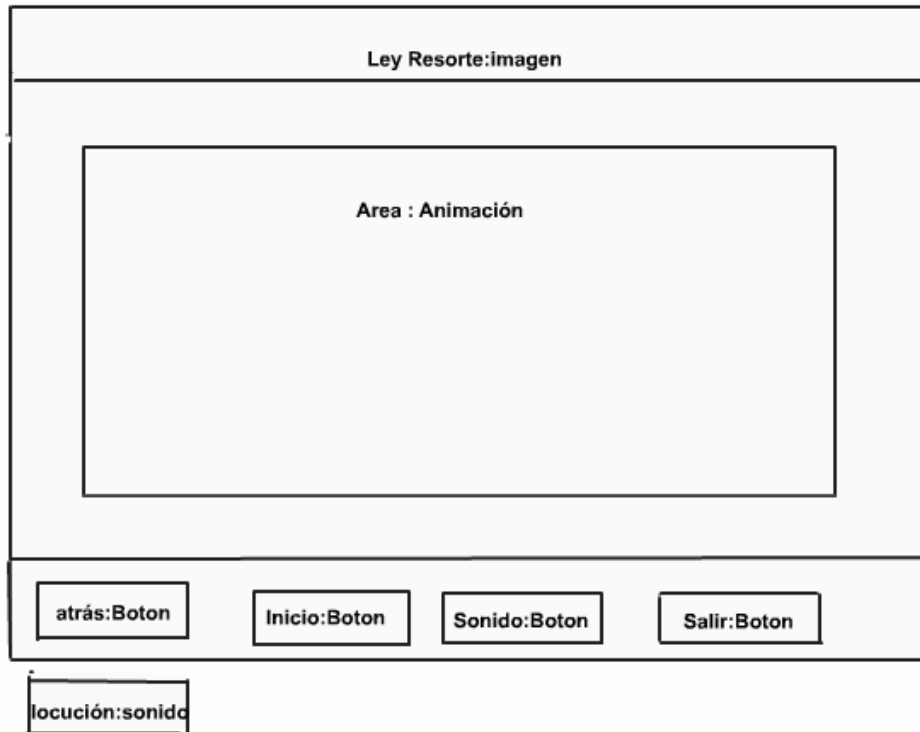 Ley Resorte:imagen
Area : Animación
atrás:Boton
Inicio:Boton
Sonido:Boton
Salir:Boton
locución:sonido